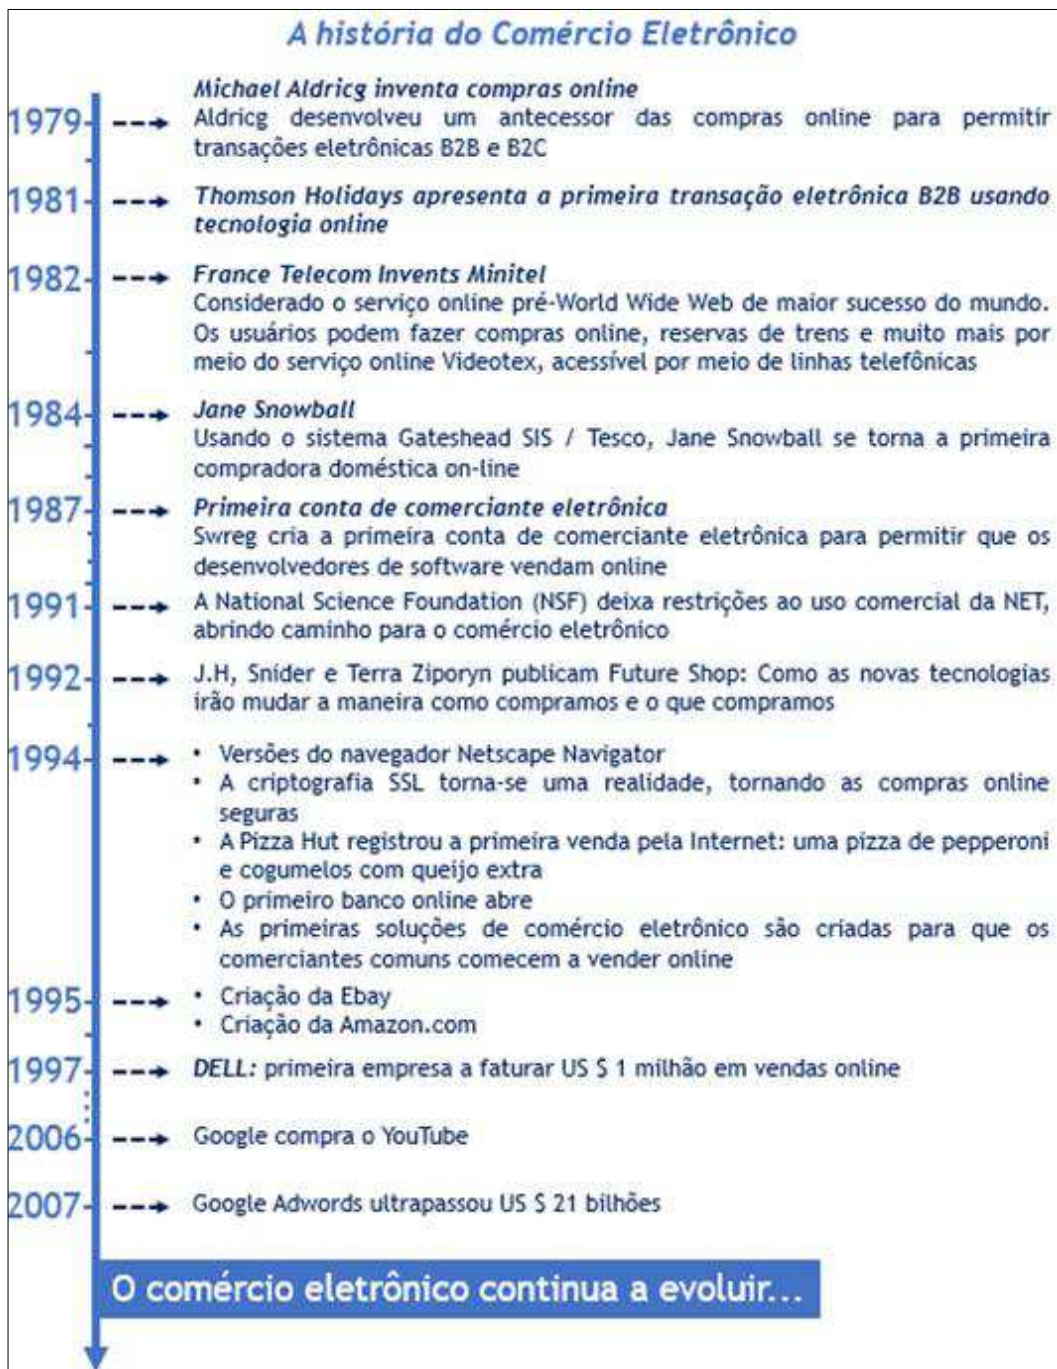 A história do Comércio Eletrônico
Michael Aldricg inventa compras online
1979
Aldricg desenvolveu um antecessor das compras online para permitir
transações eletrônicas B2B e B2C
1981
Thomson Holidays apresenta a primeira transação eletrônica B2B usando
tecnologia online
1982
France Telecom Invents Minitel
Considerado o serviço online pré-World Wide Web de maior sucesso do mundo.
Os usuários podem fazer compras online, reservas de trens e muito mais por
meio do serviço online Videotex, acessível por meio de linhas telefônicas
1984
Jane Snowball
Usando o sistema Gateshead SIS / Tesco, Jane Snowball se torna a primeira
compradora doméstica on-line
1987
Primeira conta de comerciante eletrônica
Swreg cria a primeira conta de comerciante eletrônica para permitir que os
desenvolvedores de software vendam online
1991
A National Science Foundation (NSF) deixa restrições ao uso comercial da NET,
abrindo caminho para o comércio eletrônico
1992
J.H, Snider e Terra Ziporyn publicam Future Shop: Como as novas tecnologias
irão mudar a maneira como compramos e o que compramos
1994
• Versões do navegador Netscape Navigator
• A criptografia SSL torna-se uma realidade, tornando as compras online
seguras
• A Pizza Hut registrou a primeira venda pela Internet: uma pizza de pepperoni
e cogumelos com queijo extra
• O primeiro banco online abre
• As primeiras soluções de comércio eletrônico são criadas para que os
comerciantes comuns comecem a vender online
1995
• Criação da Ebay
• Criação da Amazon.com
1997
DELL: primeira empresa a faturar US $ 1 milhão em vendas online
2006
Google compra o YouTube
2007
Google Adwords ultrapassou US $ 21 bilhões
O comércio eletrônico continua a evoluir...